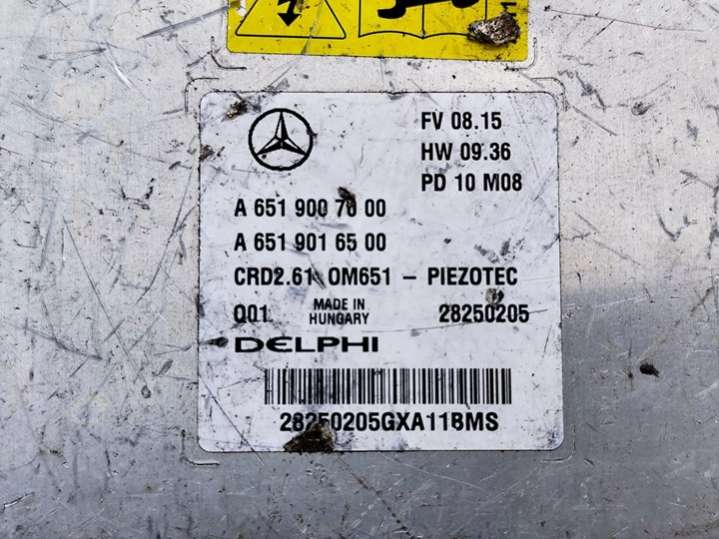 FV 08.15
HW 09.36
PD 10 M08
A 651 900 70 00
A 651 901 65 00
CRD2.61 OM651 – PIEZOTEC
Q01 MADE IN HUNGARY 28250205
DELPHI
28250205GXA11BMS